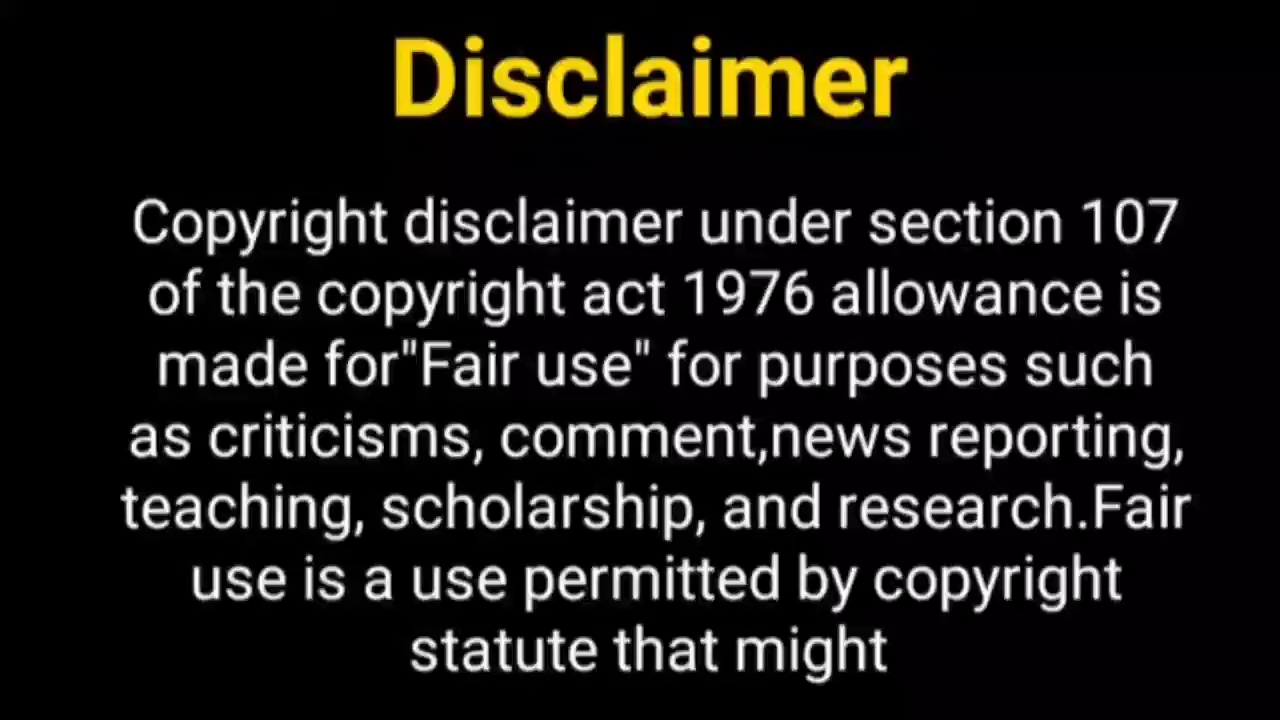 Disclaimer
Copyright disclaimer under section 107
of the copyright act 1976 allowance is
made for"Fair use" for purposes such
as criticisms, comment,news reporting,
teaching, scholarship, and research.Fair
use is a use permitted by copyright
statute that might